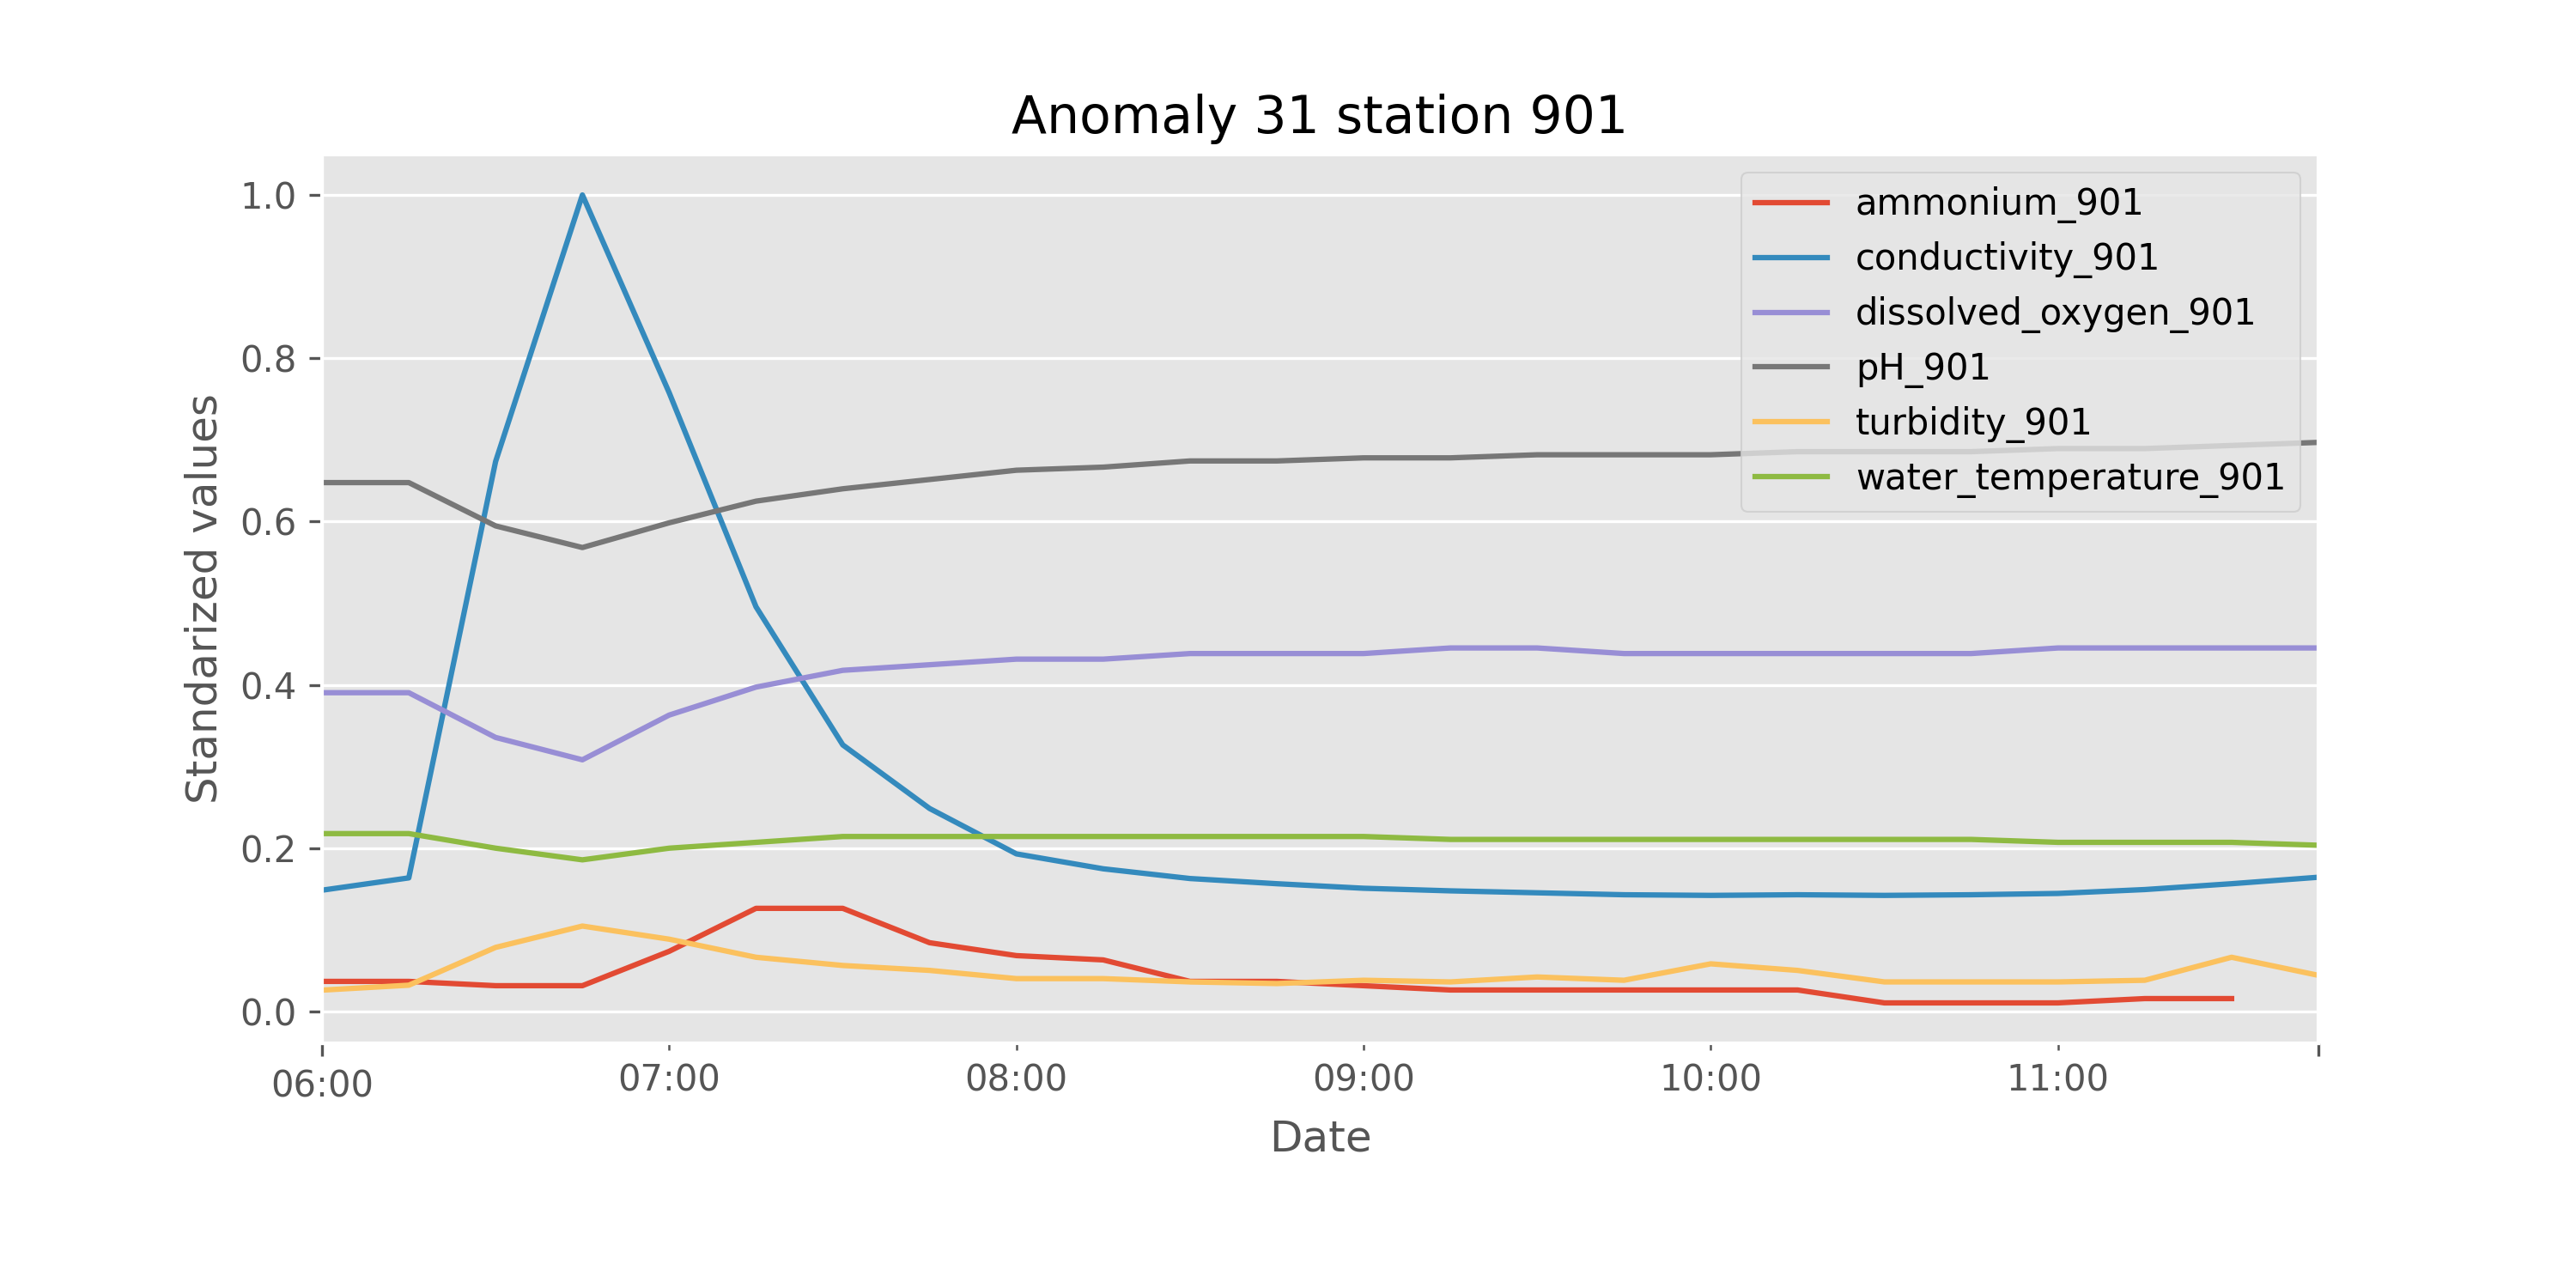 Anomaly 31 station 901
1.0
0.8
0.6
0.4
0.2
0.0
Standarized values
ammonium_901
conductivity_901
dissolved_oxygen_901
pH_901
turbidity_901
water_temperature_901
06:00 07:00 08:00 09:00 10:00 11:00
Date